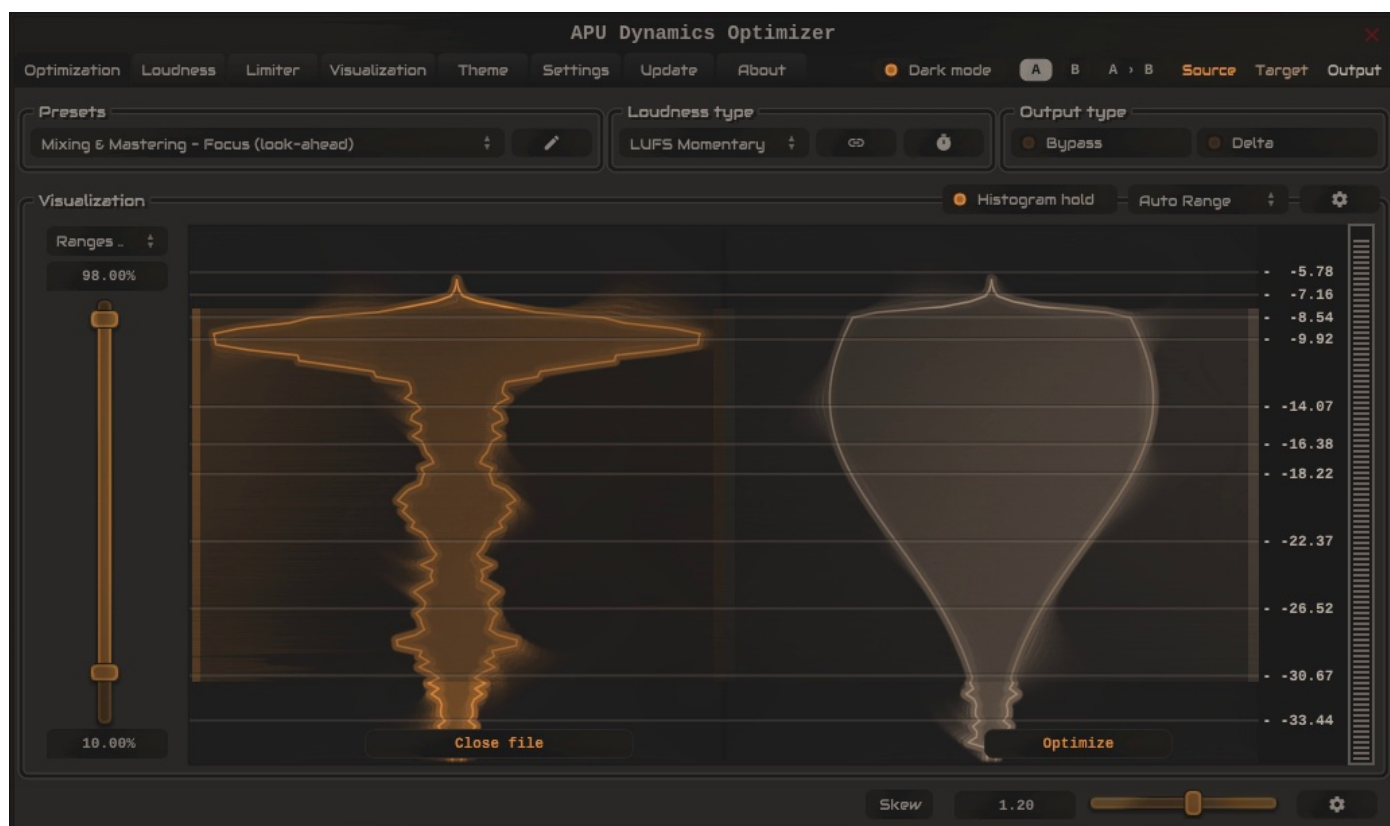 APU Dynamics Optimizer
Optimization Loudness Limiter Visualization Theme Settings Update About Dark mode A B A › B Source Target Output
Presets Loudness type Output type
Mixing & Mastering - Focus (look-ahead) LUFS Momentary Bypass Delta
Visualization Histogram hold Auto Range
Ranges ..
98.00%
- -5.78
- -7.16
- -8.54
- -9.92
- -14.07
- -16.38
- -18.22
- -22.37
- -26.52
- -30.67
- -33.44
10.00% Close file Optimize
Skew 1.20